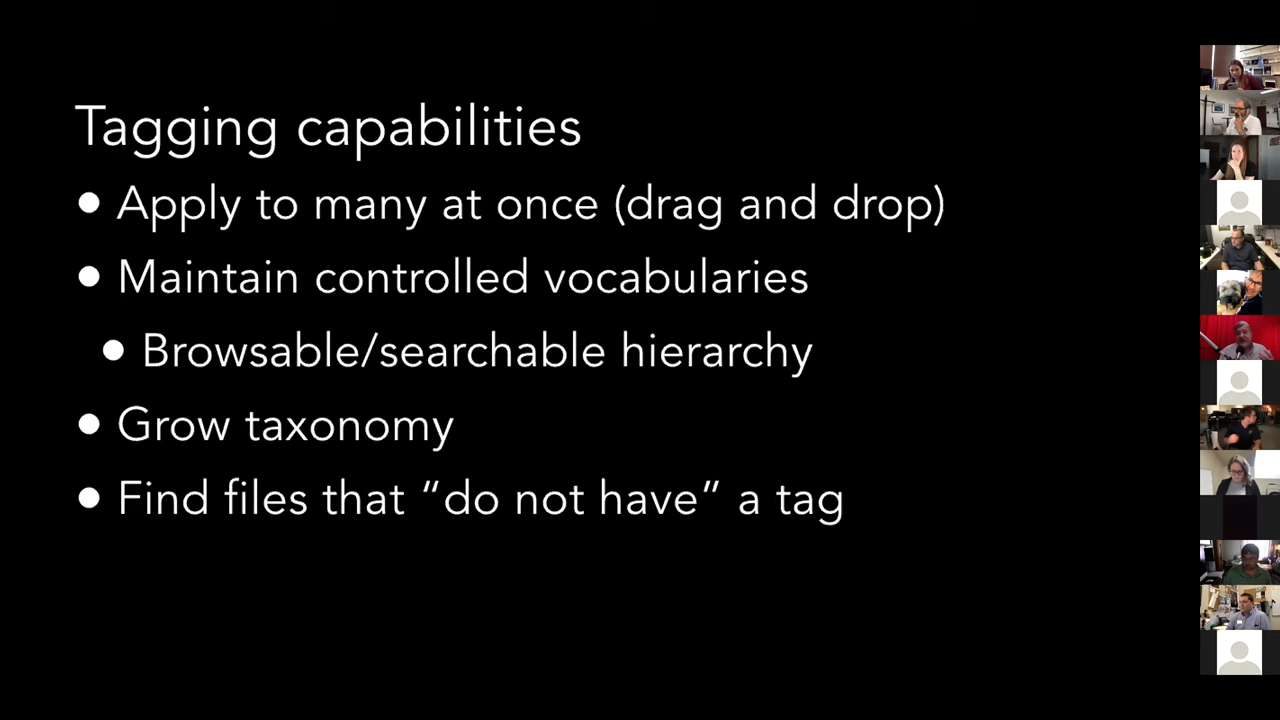 Tagging capabilities
● Apply to many at once (drag and drop)
● Maintain controlled vocabularies
● Browsable/searchable hierarchy
● Grow taxonomy
● Find files that “do not have” a tag